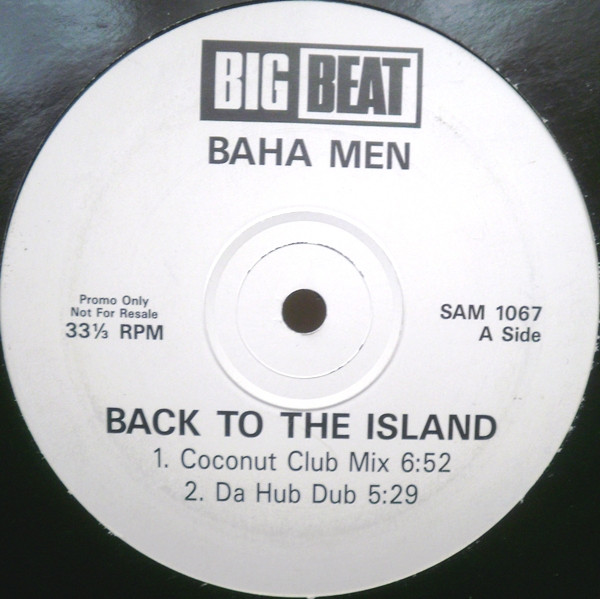 BIG BEAT
BAHA MEN
Promo Only
Not For Resale
33⅓ RPM
SAM 1067
A Side
BACK TO THE ISLAND
1. Coconut Club Mix 6:52
2. Da Hub Dub 5:29